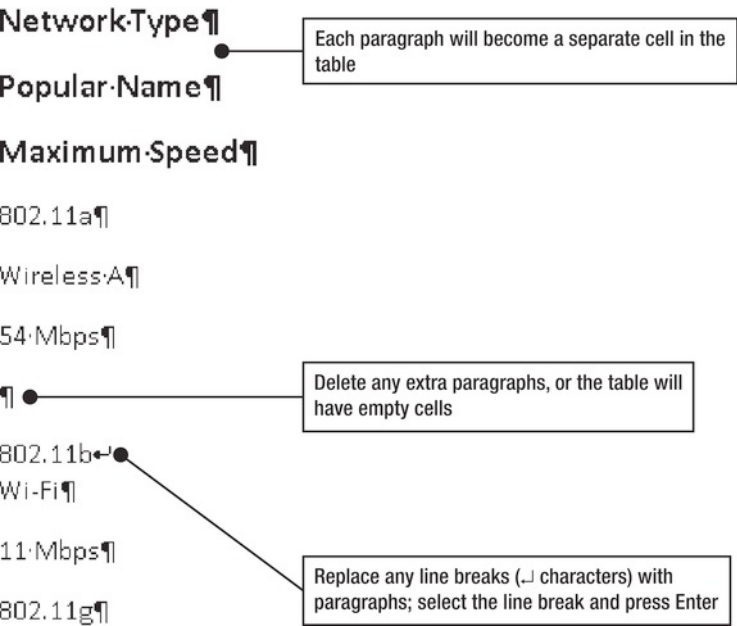 Network·Type¶
Each paragraph will become a separate cell in the
table
Popular·Name¶
Maximum·Speed¶
802.11a¶
Wireless·A¶
54·Mbps¶
¶
Delete any extra paragraphs, or the table will
have empty cells
802.11b↵
Wi-Fi¶
11·Mbps¶
Replace any line breaks (↵ characters) with
paragraphs; select the line break and press Enter
802.11g¶